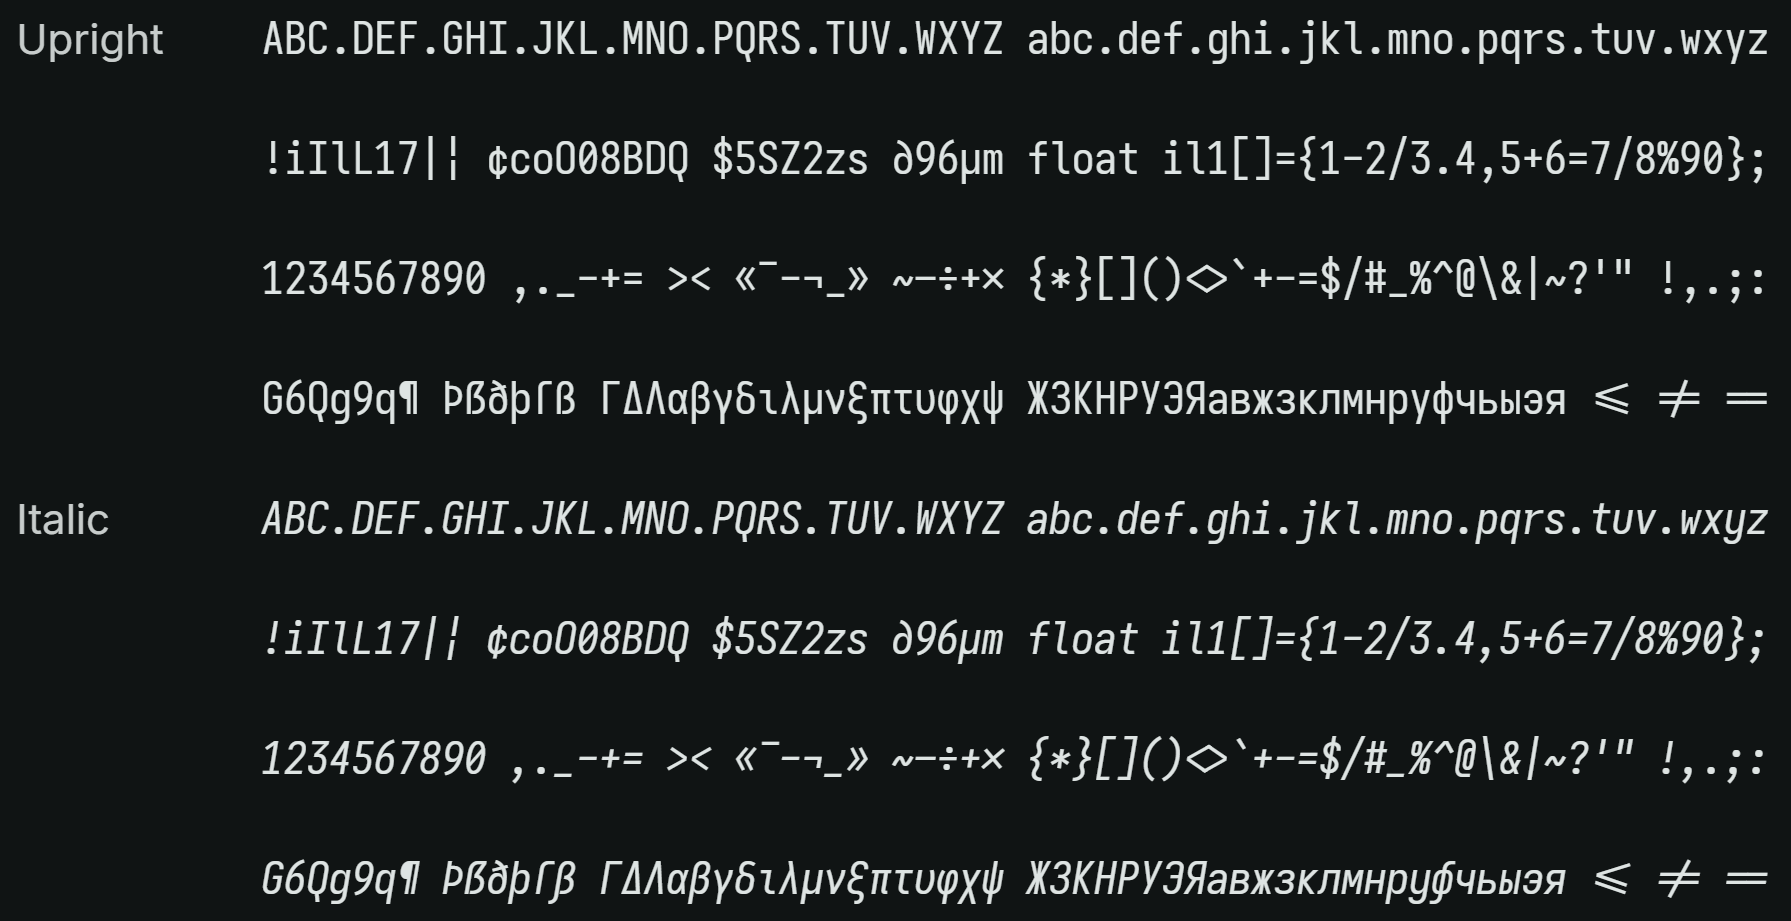 Upright ABC.DEF.GHI.JKL.MNO.PQRS.TUV.WXYZ abc.def.ghi.jkl.mno.pqrs.tuv.wxyz
!iIlL17|¦ ¢coO08BDQ $5SZ2zs ∂96µm float il1[]={1-2/3.4,5+6=7/8%90};
1234567890 ,._-+= >< «¯-¬_» ~–÷+× {*}[]()<>`+-=$/#_%^@\&|~?'" !,.;:
G6Qg9q¶ Þẞðþſß ΓΔΛαβγδιλμνξπτυφχψ ЖЗКНРУЭЯавжзклмнруфчьыэя <= != ==
Italic ABC.DEF.GHI.JKL.MNO.PQRS.TUV.WXYZ abc.def.ghi.jkl.mno.pqrs.tuv.wxyz
!iIlL17|¦ ¢coO08BDQ $5SZ2zs ∂96µm float il1[]={1-2/3.4,5+6=7/8%90};
1234567890 ,._-+= >< «¯-¬_» ~–÷+× {*}[]()<>`+-=$/#_%^@\&|~?'" !,.;:
G6Qg9q¶ Þẞðþſß ΓΔΛαβγδιλμνξπτυφχψ ЖЗКНРУЭЯавжзклмнруфчьыэя <= != ==